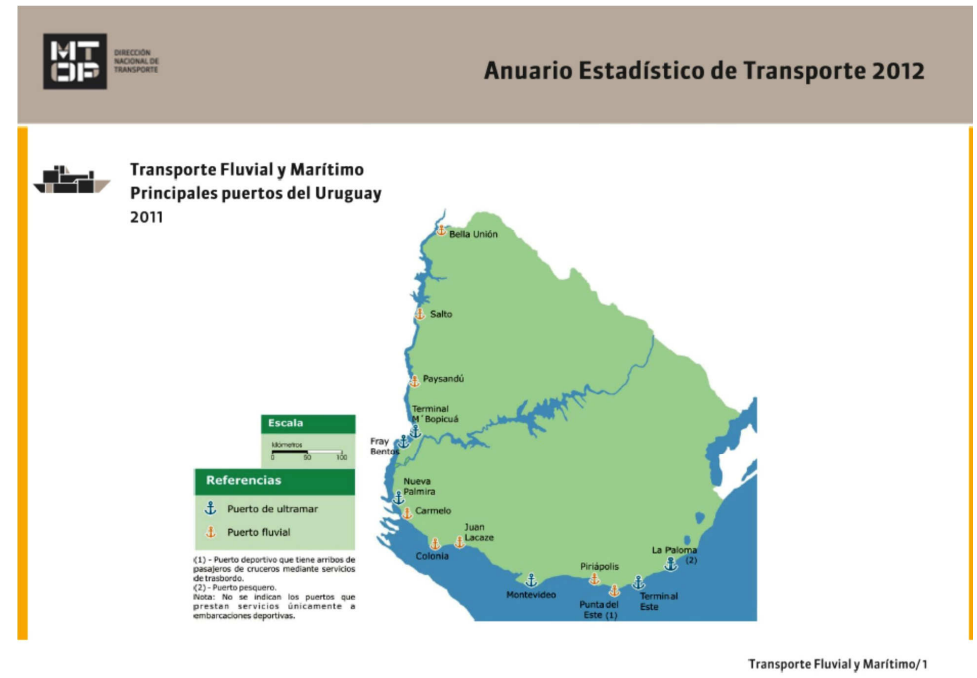 MT
OP
DIRECCIÓN
NACIONAL DE
TRANSPORTE
Anuario Estadístico de Transporte 2012
Transporte Fluvial y Marítimo
Principales puertos del Uruguay
2011
Bella Unión
Salto
Paysandú
Terminal
M´Bopicuá
Fray
Bentos
Nueva
Palmira
Carmelo
Juan
Lacaze
Colonia
Montevideo
Piriápolis
Punta del
Este (1)
Terminal
Este
La Paloma
(2)
Escala
kilómetros
0 50 100
Referencias
Puerto de ultramar
Puerto fluvial
(1) - Puerto deportivo que tiene arribos de
pasajeros de cruceros mediante servicios
de trasbordo.
(2) - Puerto pesquero.
Nota: No se indican los puertos que
prestan servicios únicamente a
embarcaciones deportivas.
Transporte Fluvial y Marítimo/1